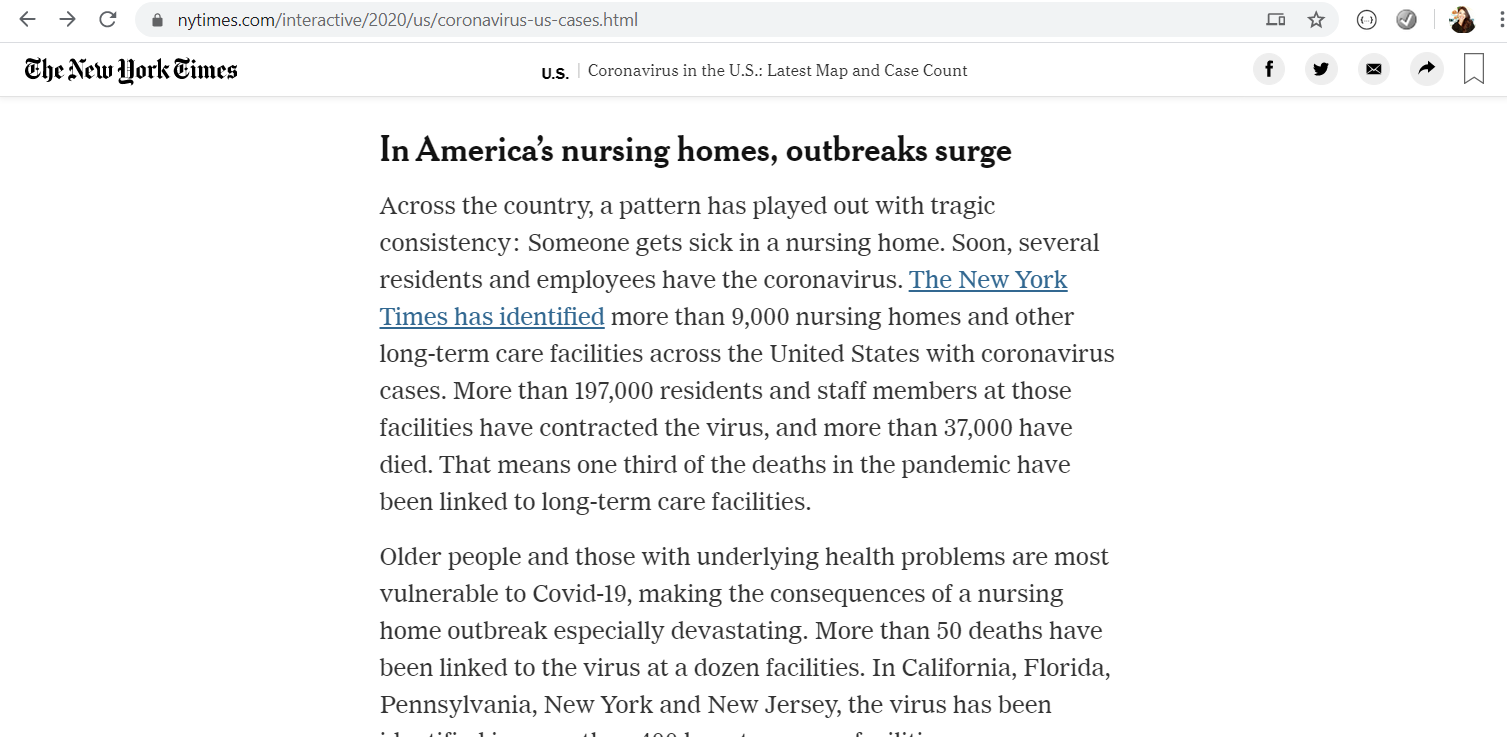 nytimes.com/interactive/2020/us/coronavirus-us-cases.html
The New York Times
U.S. Coronavirus in the U.S.: Latest Map and Case Count
In America’s nursing homes, outbreaks surge
Across the country, a pattern has played out with tragic
consistency: Someone gets sick in a nursing home. Soon, several
residents and employees have the coronavirus. The New York
Times has identified more than 9,000 nursing homes and other
long-term care facilities across the United States with coronavirus
cases. More than 197,000 residents and staff members at those
facilities have contracted the virus, and more than 37,000 have
died. That means one third of the deaths in the pandemic have
been linked to long-term care facilities.
Older people and those with underlying health problems are most
vulnerable to Covid-19, making the consequences of a nursing
home outbreak especially devastating. More than 50 deaths have
been linked to the virus at a dozen facilities. In California, Florida,
Pennsylvania, New York and New Jersey, the virus has been